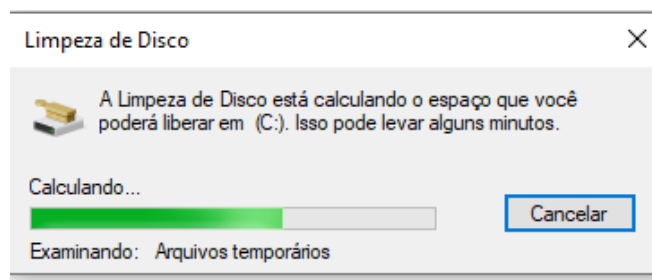 Limpeza de Disco
A Limpeza de Disco está calculando o espaço que você
poderá liberar em  (C:). Isso pode levar alguns minutos.
Calculando...
Cancelar
Examinando:   Arquivos temporários